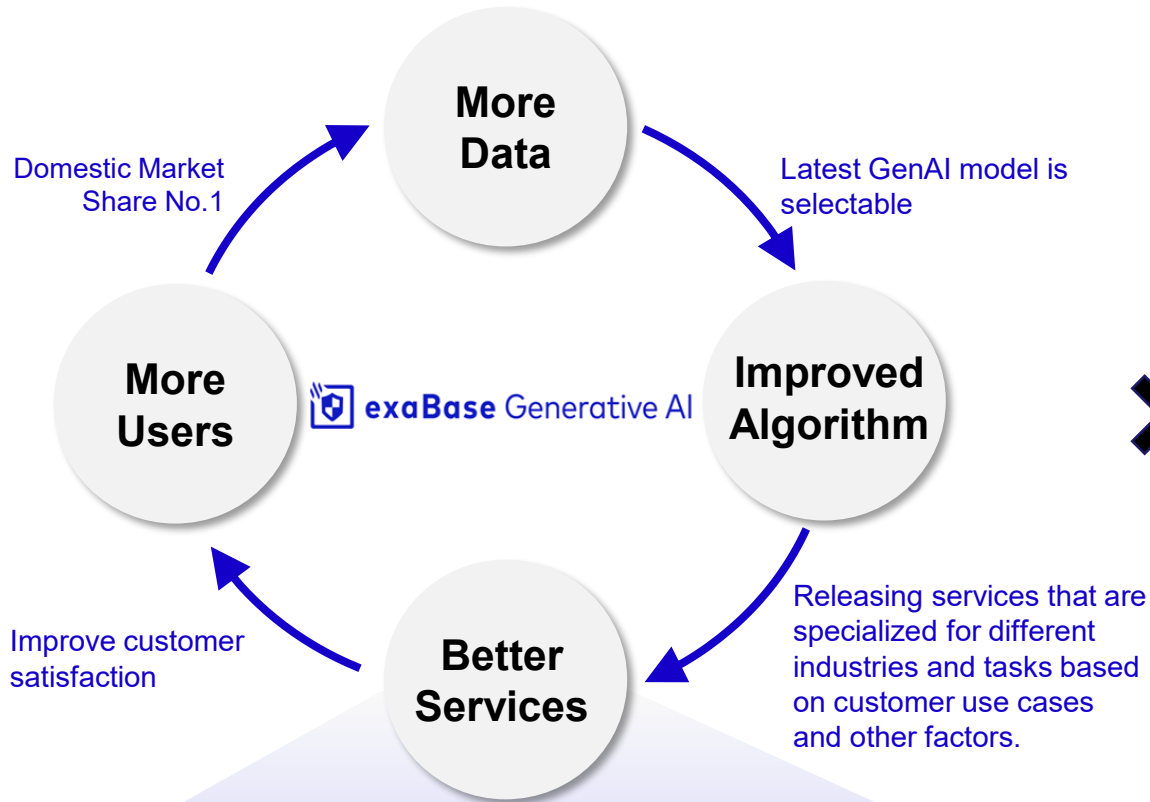 More
Data
Domestic Market
Share No.1
Latest GenAI model is
selectable
More
Users
exaBase Generative AI
Improved
Algorithm
Improve customer
satisfaction
Better
Services
Releasing services that are
specialized for different
industries and tasks based
on customer use cases
and other factors.